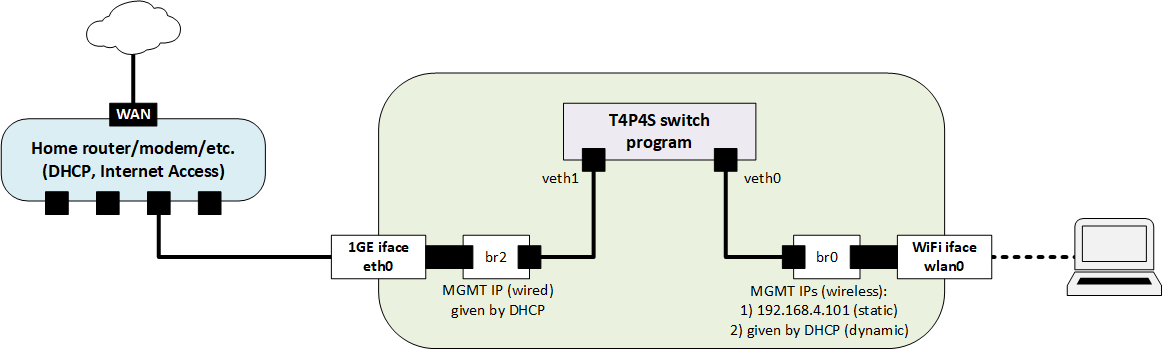 WAN
Home router/modem/etc.
(DHCP, Internet Access)
T4P4S switch
program
veth1
veth0
1GE iface
eth0
br2
MGMT IP (wired)
given by DHCP
br0
WiFi iface
wlan0
MGMT IPs (wireless):
1) 192.168.4.101 (static)
2) given by DHCP (dynamic)